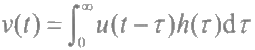 v(t) = ∫₀^∞ u(t − τ)h(τ)dτ